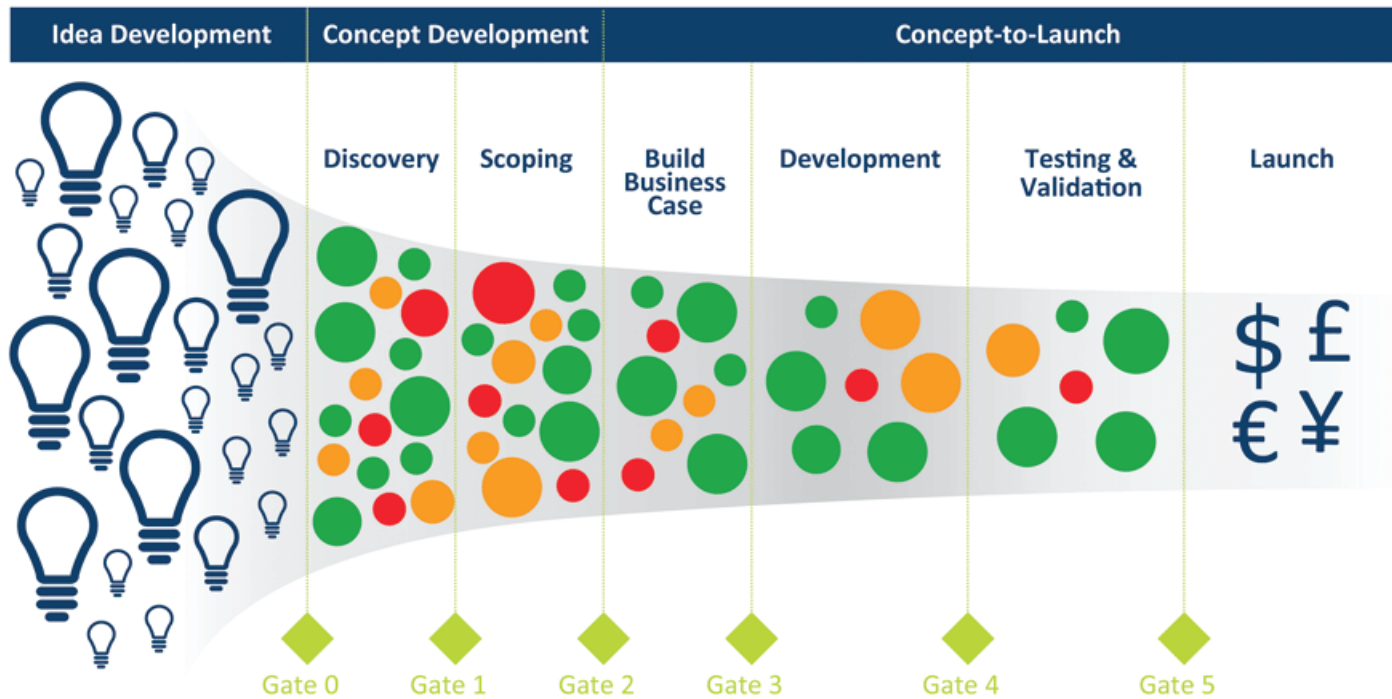 Idea Development
Concept Development
Concept-to-Launch
Discovery
Scoping
Build
Business
Case
Development
Testing &
Validation
Launch
$ £
€ ¥
Gate 0
Gate 1
Gate 2
Gate 3
Gate 4
Gate 5